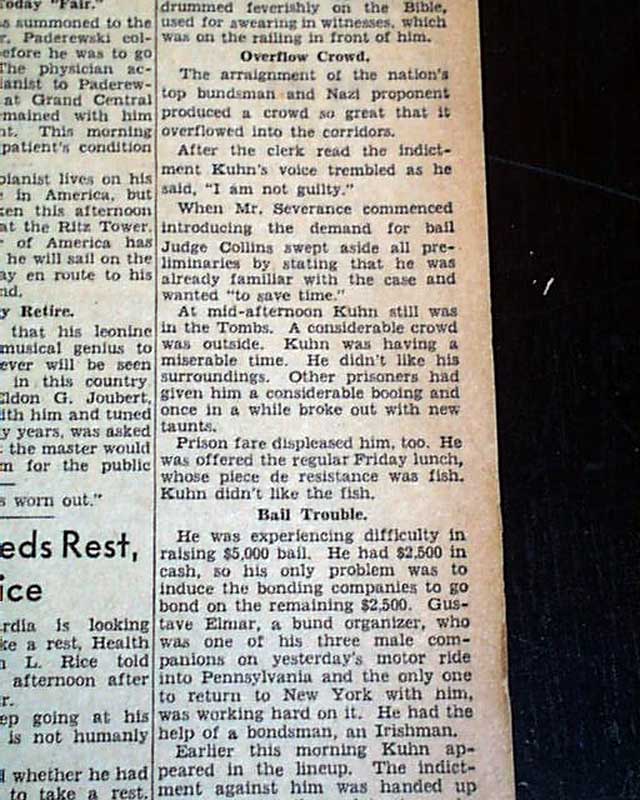 Today "Fair."
s summoned to the
r. Paderewski col-
efore he was to go
The physician ac-
ianist to Paderew-
at Grand Central
mained with him
nt. This morning
patient's condition
pianist lives on his
e in America, but
ken this afternoon
at the Ritz Tower.
r of America has
he will sail on the
ay en route to his
nd.
y Retire.
that his leonine
musical genius to
ever will be seen
in this country
Eldon G. Joubert,
ith him and tuned
y years, was asked
the master would
m for the public
s worn out."
eeds Rest,
ice
ardia is looking
ke a rest, Health
n L. Rice told
afternoon after
r.
ep going at his
is not humanly
d whether he had
to take a rest.
drummed feverishly on the Bible,
used for swearing in witnesses, which
was on the railing in front of him.
Overflow Crowd.
The arraignment of the nation's
top bundsman and Nazi proponent
produced a crowd so great that it
overflowed into the corridors.
After the clerk read the indict-
ment Kuhn's voice trembled as he
said, "I am not guilty."
When Mr. Severance commenced
introducing the demand for bail
Judge Collins swept aside all pre-
liminaries by stating that he was
already familiar with the case and
wanted "to save time."
At mid-afternoon Kuhn still was
in the Tombs. A considerable crowd
was outside. Kuhn was having a
miserable time. He didn't like his
surroundings. Other prisoners had
given him a considerable booing and
once in a while broke out with new
taunts.
Prison fare displeased him, too. He
was offered the regular Friday lunch,
whose piece de resistance was fish.
Kuhn didn't like the fish.
Bail Trouble.
He was experiencing difficulty in
raising $5,000 bail. He had $2,500 in
cash, so his only problem was to
induce the bonding companies to go
bond on the remaining $2,500. Gus-
tave Elmar, a bund organizer, who
was one of his three male com-
panions on yesterday's motor ride
into Pennsylvania and the only one
to return to New York with him,
was working hard on it. He had the
help of a bondsman, an Irishman.
Earlier this morning Kuhn ap-
peared in the lineup. The indict-
ment against him was handed up